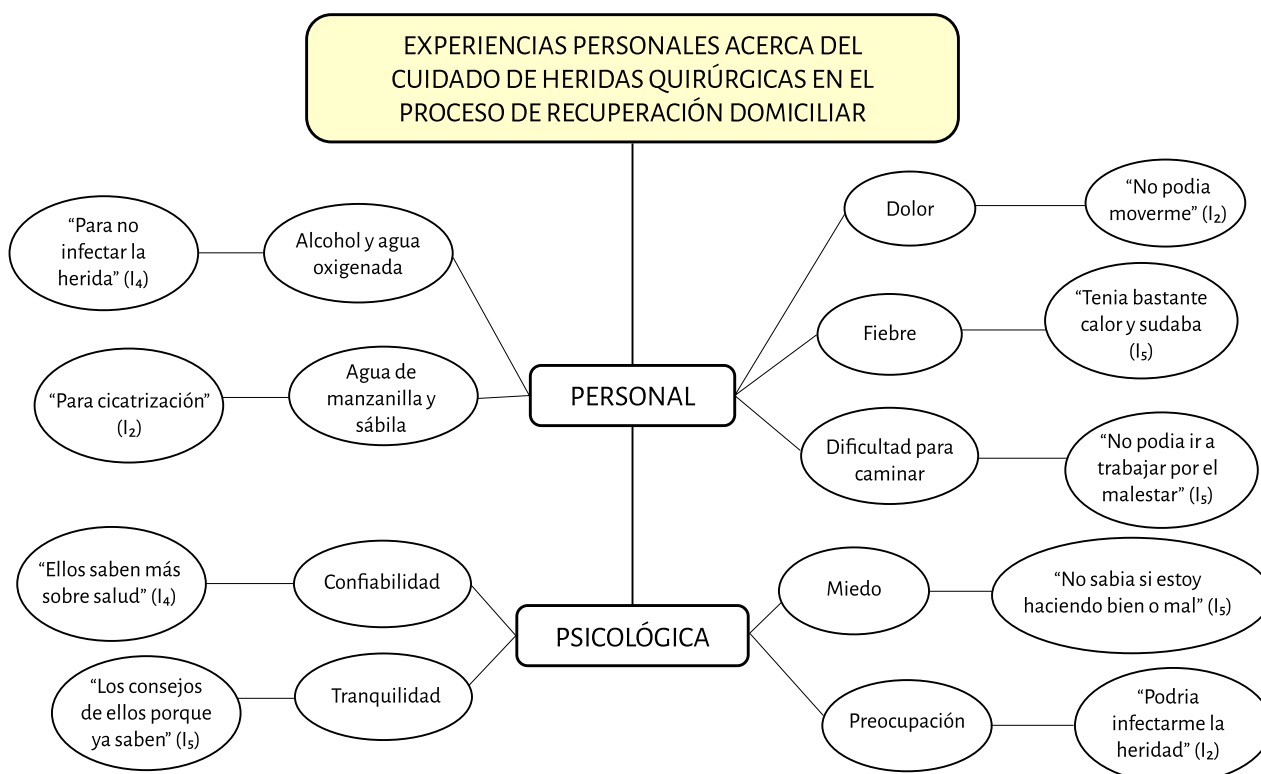 EXPERIENCIAS PERSONALES ACERCA DEL
CUIDADO DE HERIDAS QUIRÚRGICAS EN EL
PROCESO DE RECUPERACIÓN DOMICILIAR
“Para no
infectar la
herida” (I₄)
Alcohol y agua
oxigenada
“Para cicatrización”
(I₂)
Agua de
manzanilla y
sábila
PERSONAL
Dolor
“No podia
moverme” (I₂)
Fiebre
“Tenia bastante
calor y sudaba
(I₅)
Dificultad para
caminar
“No podia ir a
trabajar por el
malestar” (I₅)
“Ellos saben más
sobre salud” (I₄)
Confiabilidad
“Los consejos
de ellos porque
ya saben” (I₅)
Tranquilidad
PSICOLÓGICA
Miedo
“No sabia si estoy
haciendo bien o mal” (I₅)
Preocupación
“Podria
infectarme la
heridad” (I₂)